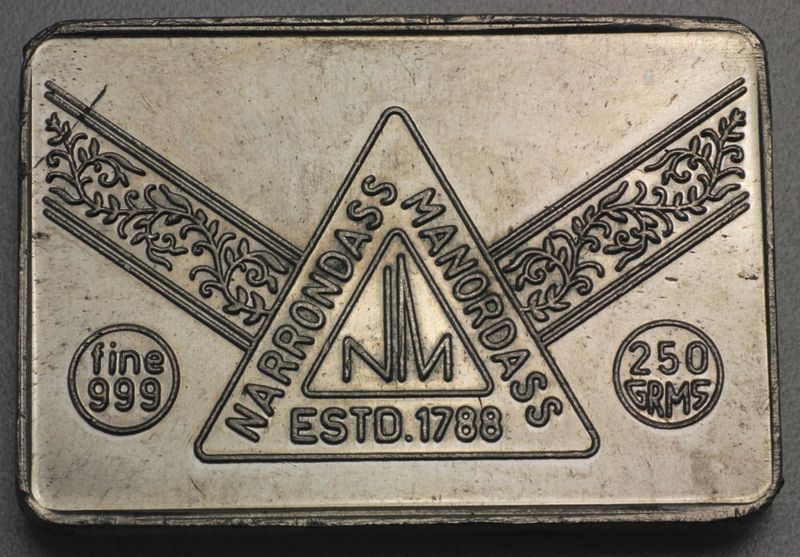 NARRONDASS
MANORDASS
NM
ESTD.1788
fine
999
250
GRMS